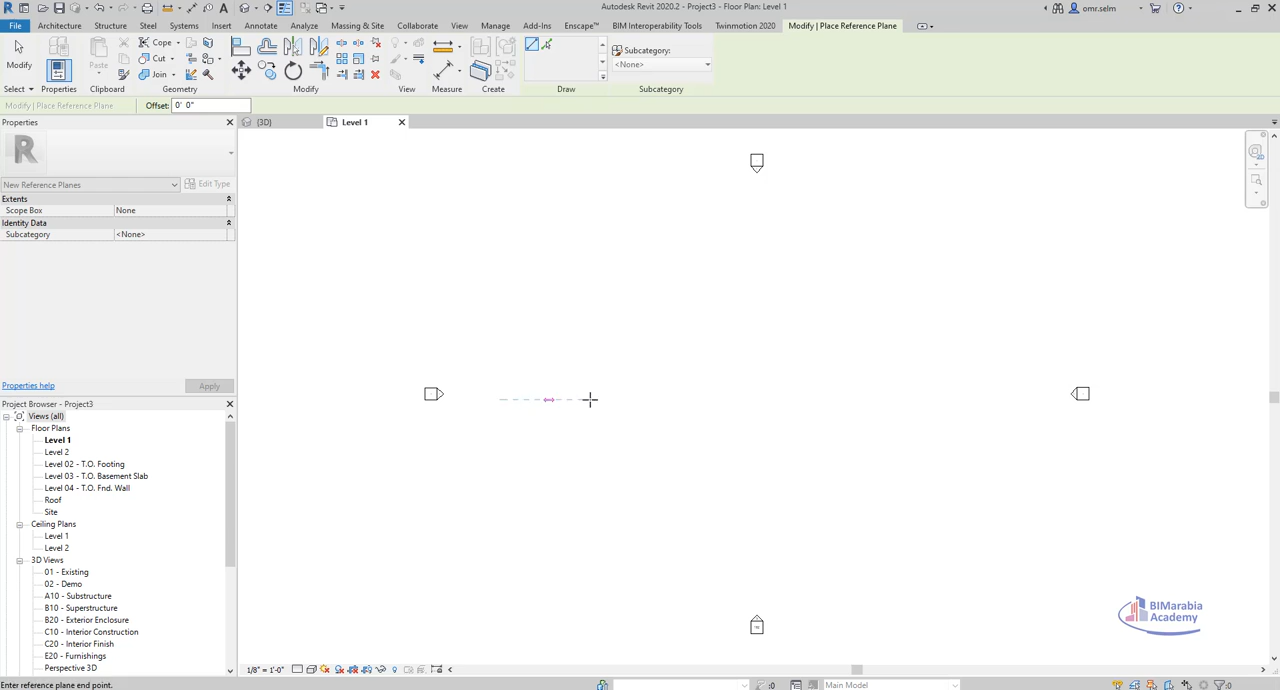 Autodesk Revit 2020.2 - Project3 - Floor Plan: Level 1
omr.selm
File
Architecture
Structure
Steel
Systems
Insert
Annotate
Analyze
Massing & Site
Collaborate
View
Manage
Add-Ins
Enscape™
BIM Interoperability Tools
Twinmotion 2020
Modify | Place Reference Plane
Modify
Paste
Cope
Cut
Join
Subcategory:
<None>
Select
Properties
Clipboard
Geometry
Modify
View
Measure
Create
Draw
Subcategory
Modify | Place Reference Plane
Offset: 0' 0"
Properties
(3D)
Level 1
New Reference Planes
Edit Type
Extents
Scope Box
None
Identity Data
Subcategory
<None>
Properties help
Apply
Project Browser - Project3
Views (all)
Floor Plans
Level 1
Level 2
Level 02 - T.O. Footing
Level 03 - T.O. Basement Slab
Level 04 - T.O. Fnd. Wall
Roof
Site
Ceiling Plans
Level 1
Level 2
3D Views
01 - Existing
02 - Demo
A10 - Substructure
B10 - Superstructure
B20 - Exterior Enclosure
C10 - Interior Construction
C20 - Interior Finish
E20 - Furnishings
Perspective 3D
BIMarabia
Academy
1/8" = 1'-0"
Enter reference plane end point.
:0
Main Model
:0